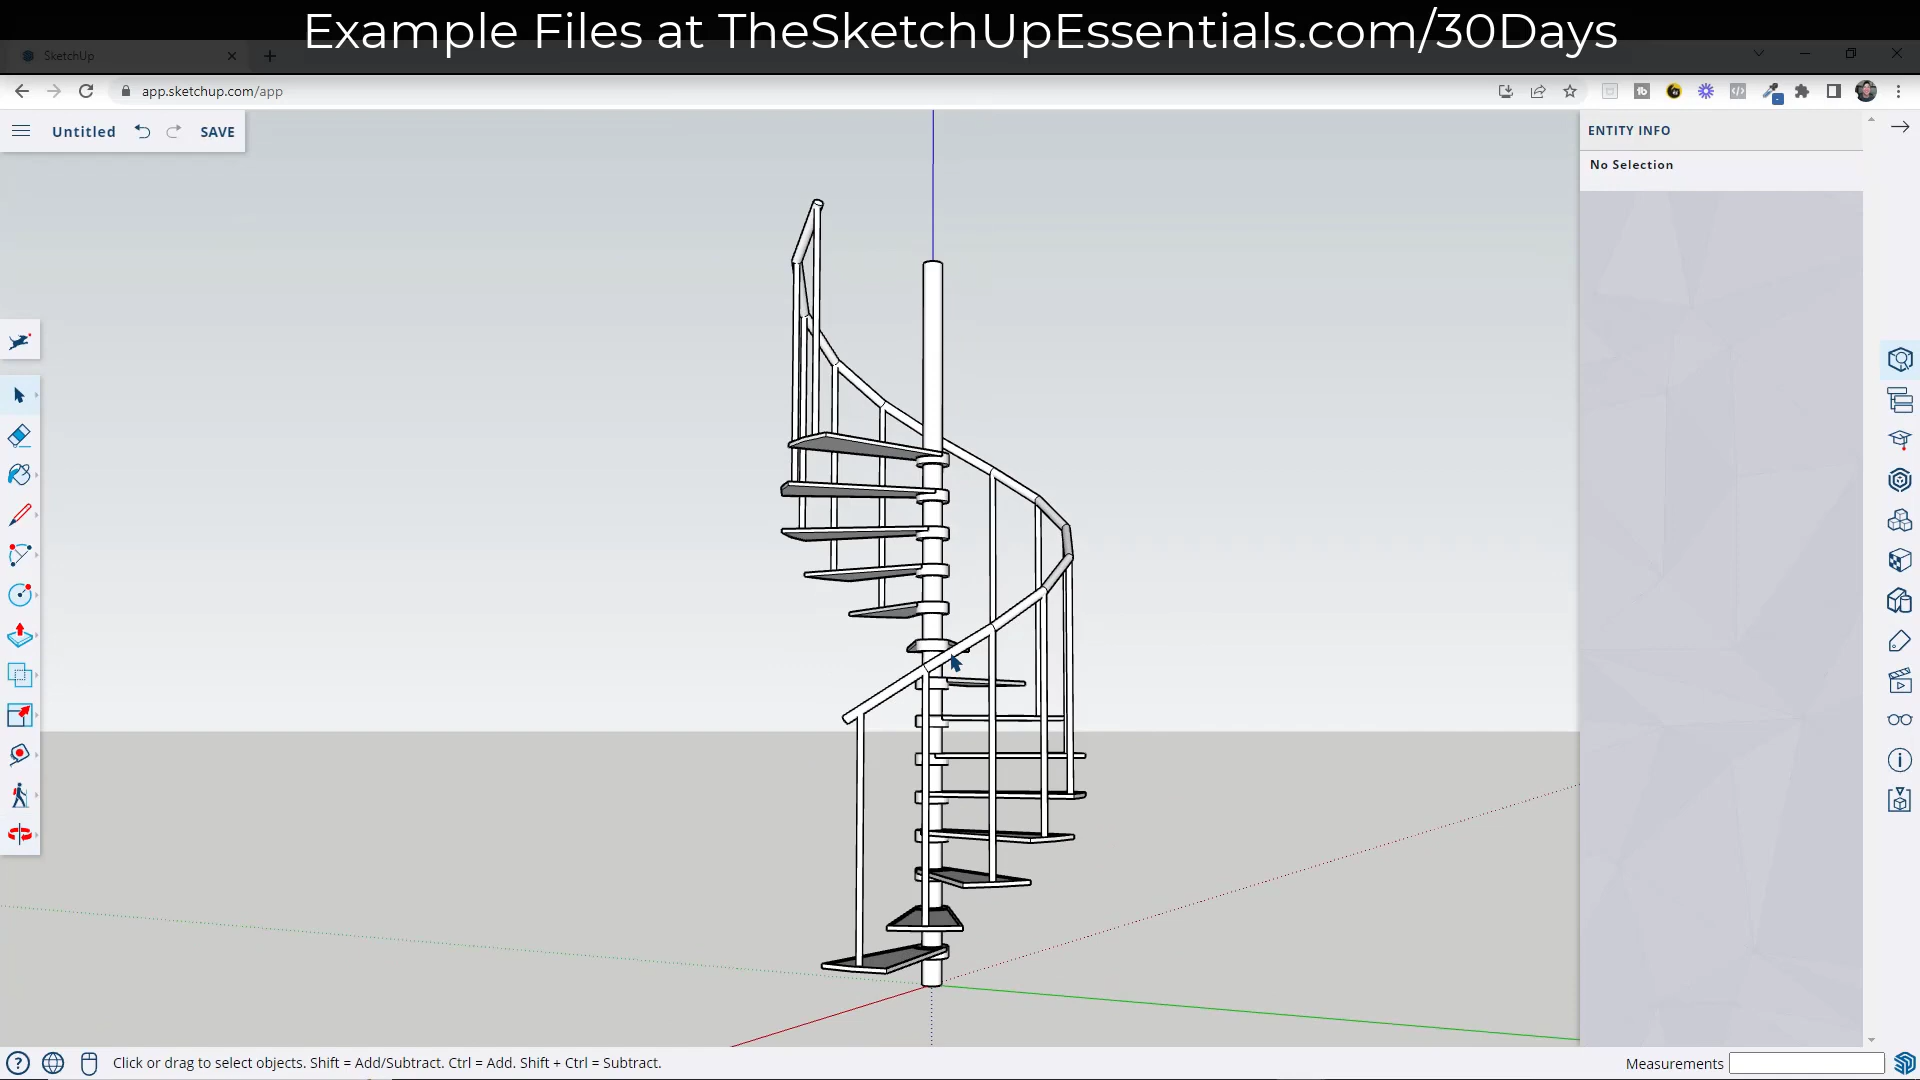 Example Files at TheSketchUpEssentials.com/30Days
SketchUp
app.sketchup.com/app
Untitled
SAVE
ENTITY INFO
No Selection
Click or drag to select objects. Shift = Add/Subtract. Ctrl = Add. Shift + Ctrl = Subtract.
Measurements